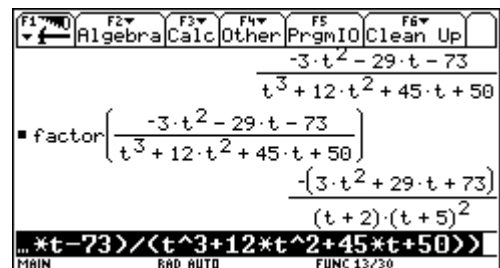 F1 F2 Algebra F3 Calc F4 Other F5 PrgmIO F6 Clean Up
-3·t² - 29·t - 73
t³ + 12·t² + 45·t + 50
■ factor(-3·t² - 29·t - 73
t³ + 12·t² + 45·t + 50)
-(3·t² + 29·t + 73)
(t + 2)·(t + 5)²
…*t-73)/(t^3+12*t^2+45*t+50))
MAIN RAD AUTO FUNC 13/30